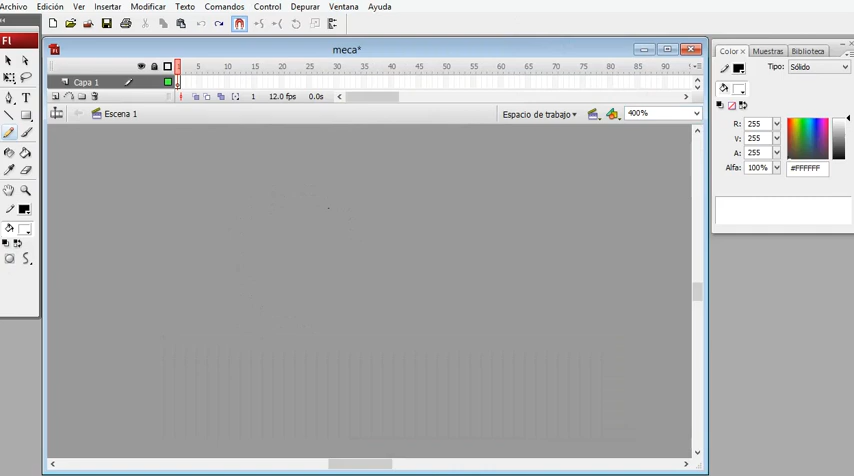 Archivo Edición Ver Insertar Modificar Texto Comandos Control Depurar Ventana Ayuda
Fl
meca*
5 10 15 20 25 30 35 40 45 50 55 60 65 70 75 80 85 90
Capa 1
1 12.0 fps 0.0s
Escena 1 Espacio de trabajo 400%
Color Muestras Biblioteca
Tipo: Sólido
R: 255
V: 255
A: 255
Alfa: 100% #FFFFFF